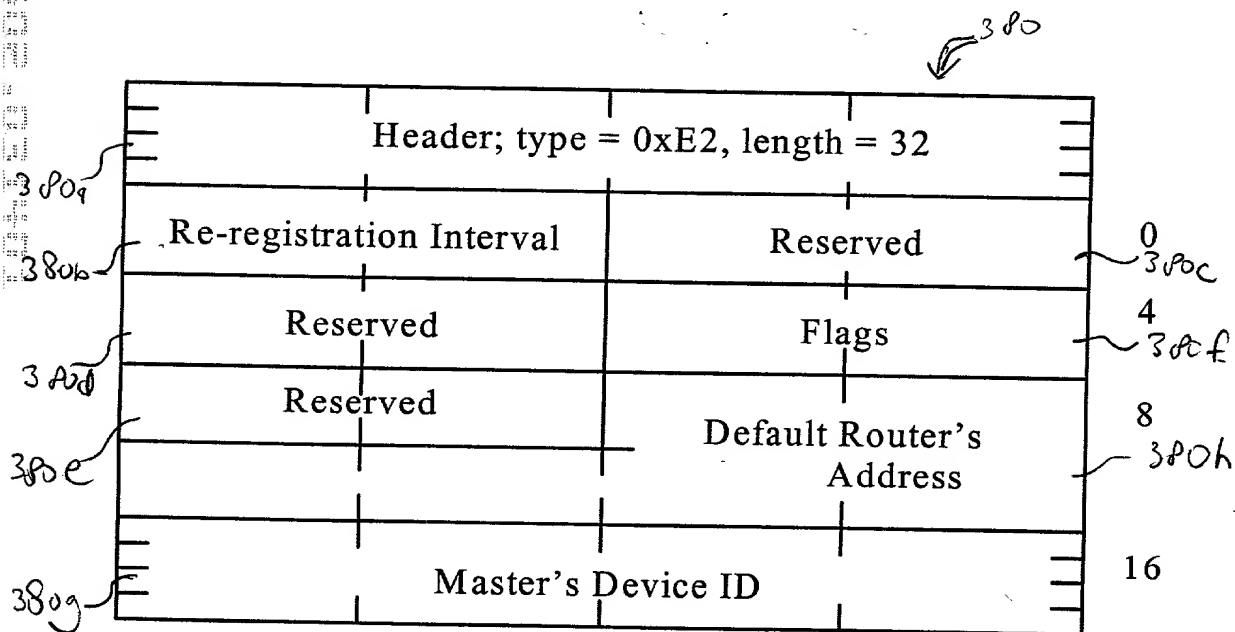 380
Header; type = 0xE2, length = 32
380a
Re-registration Interval
Reserved
0
380b
380c
Reserved
Flags
4
380d
380f
Reserved
Default Router's
Address
8
380e
380h
Master's Device ID
16
380g